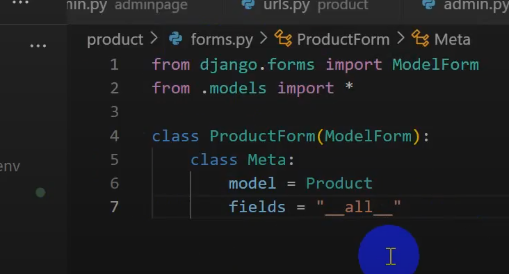 ... min.py adminpage urls.py product admin.py
... product > forms.py > ProductForm > Meta
1 from django.forms import ModelForm
2 from .models import *
3
4 class ProductForm(ModelForm):
5 class Meta:
env
6 model = Product
7 fields = "__all__"